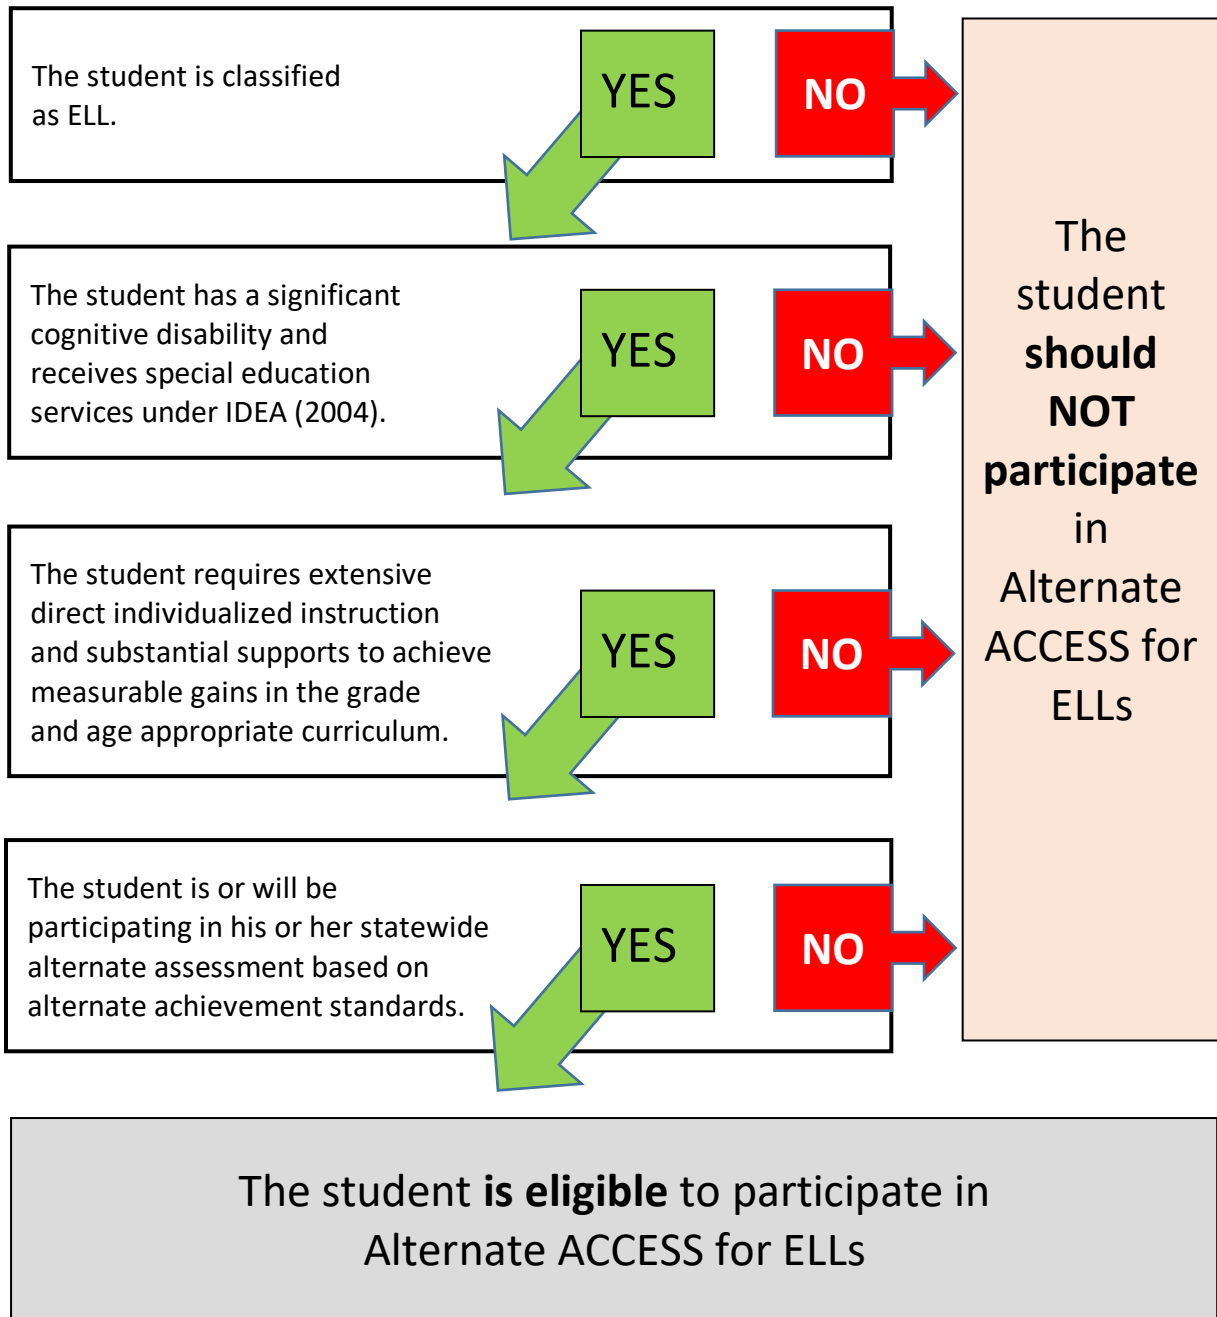 The student is classified
as ELL.
YES
NO
The student has a significant
cognitive disability and
receives special education
services under IDEA (2004).
YES
NO
The student requires extensive
direct individualized instruction
and substantial supports to achieve
measurable gains in the grade
and age appropriate curriculum.
YES
NO
The student is or will be
participating in his or her statewide
alternate assessment based on
alternate achievement standards.
YES
NO
The
student
should
NOT
participate
in
Alternate
ACCESS for
ELLs
The student is eligible to participate in
Alternate ACCESS for ELLs